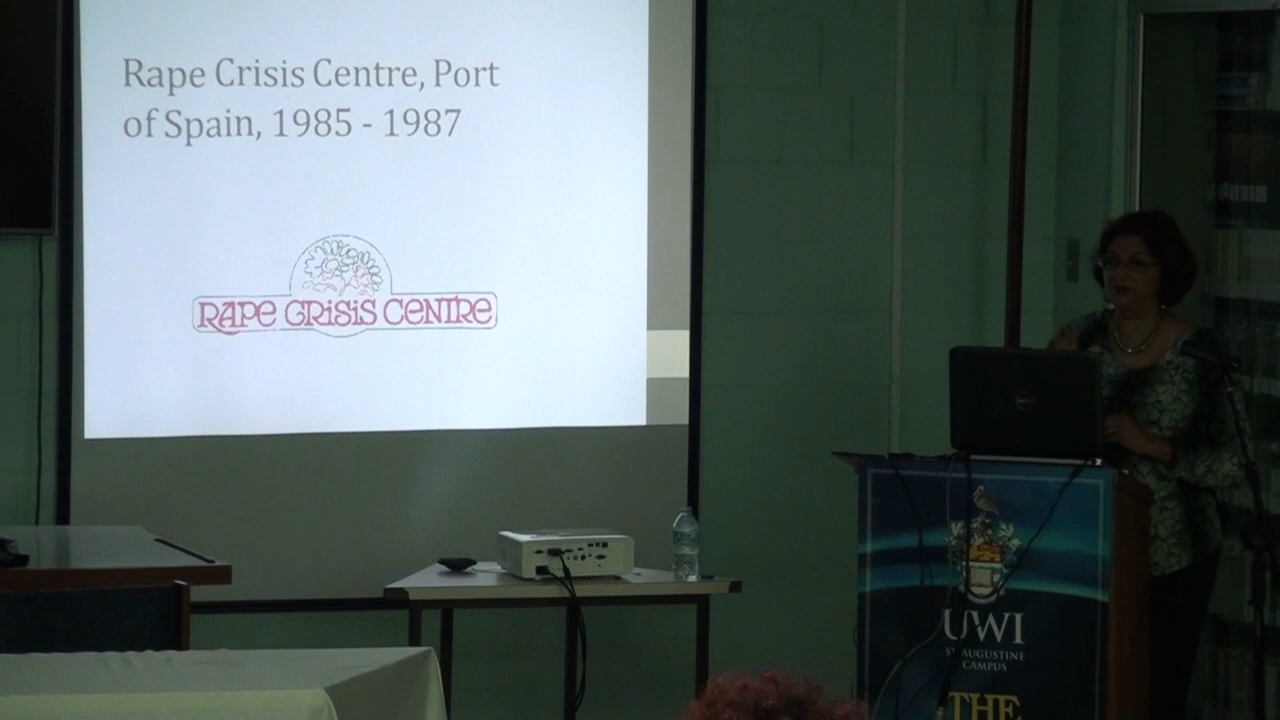 Rape Crisis Centre, Port
of Spain, 1985 - 1987
RAPE CRISIS CENTRE
UWI
ST. AUGUSTINE
CAMPUS
THE